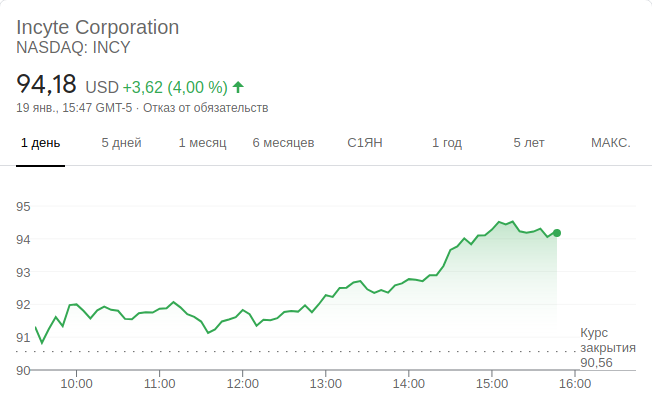 Incyte Corporation
NASDAQ: INCY
94,18 USD +3,62 (4,00 %)
19 янв., 15:47 GMT-5 · Отказ от обязательств
1 день 5 дней 1 месяц 6 месяцев С1ЯН 1 год 5 лет МАКС.
95
94
93
92
91
90
Курс
закрытия
90,56
10:00 11:00 12:00 13:00 14:00 15:00 16:00